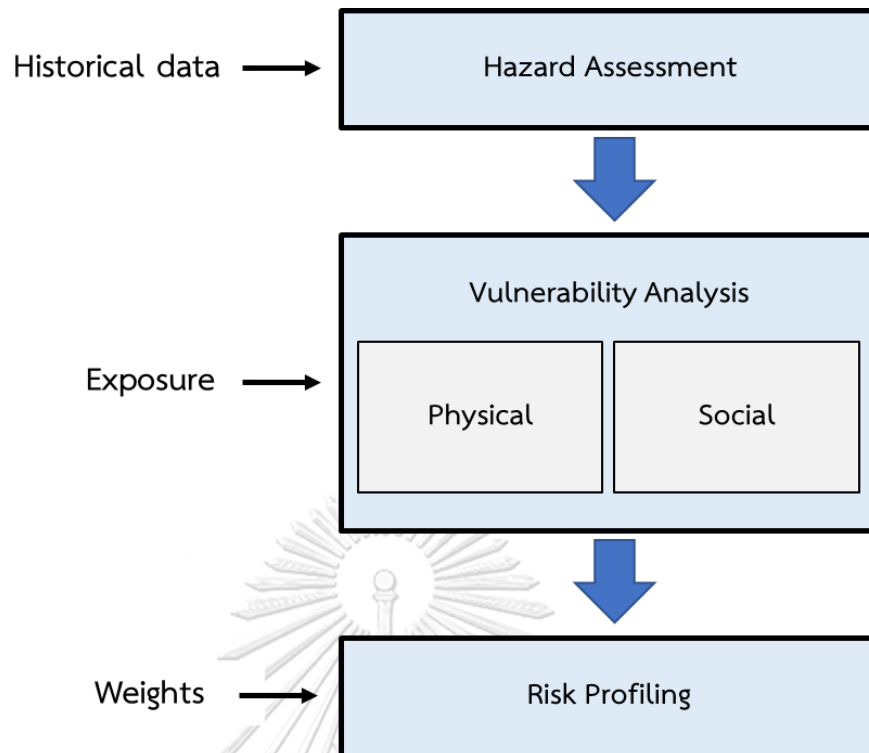 Historical data
Hazard Assessment
Vulnerability Analysis
Exposure
Physical
Social
Weights
Risk Profiling